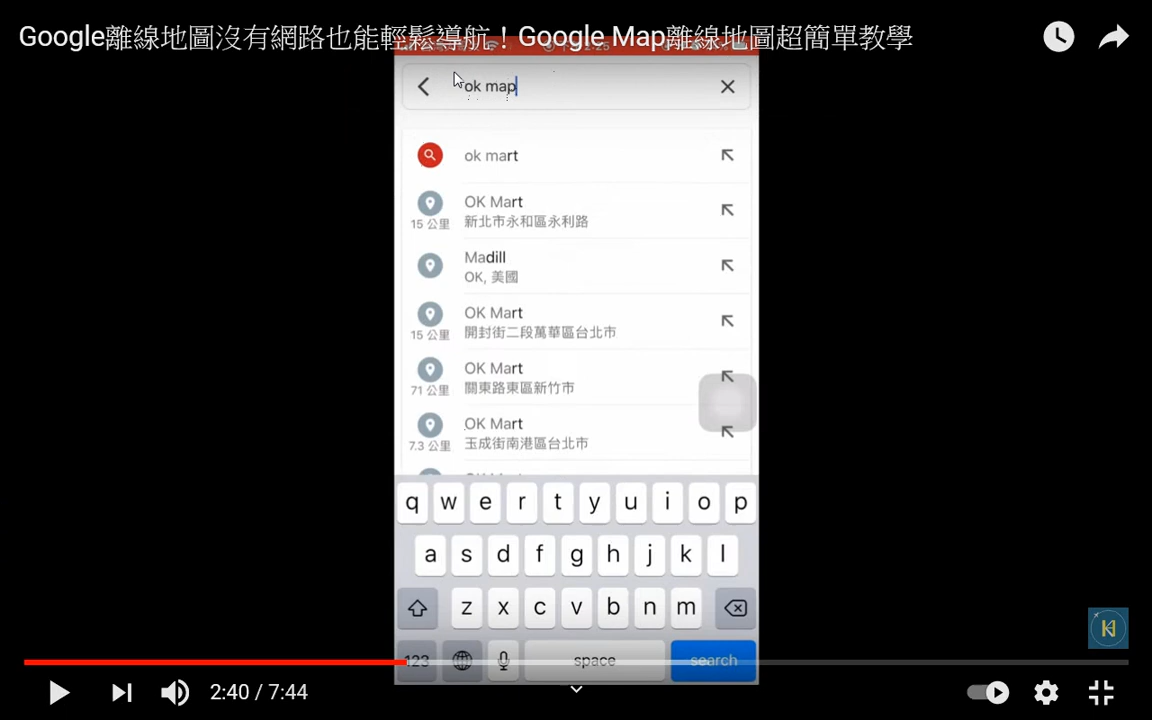 Google離線地圖沒有網路也能輕鬆導航！Google Map離線地圖超簡單教學
ok map
ok mart
OK Mart
15 公里
新北市永和區永利路
Madill
OK, 美國
OK Mart
15 公里
開封街二段萬華區台北市
OK Mart
71 公里
關東路東區新竹市
OK Mart
7.3 公里
玉成街南港區台北市
q w e r t y u i o p
a s d f g h j k l
z x c v b n m
123 space search
2:40 / 7:44